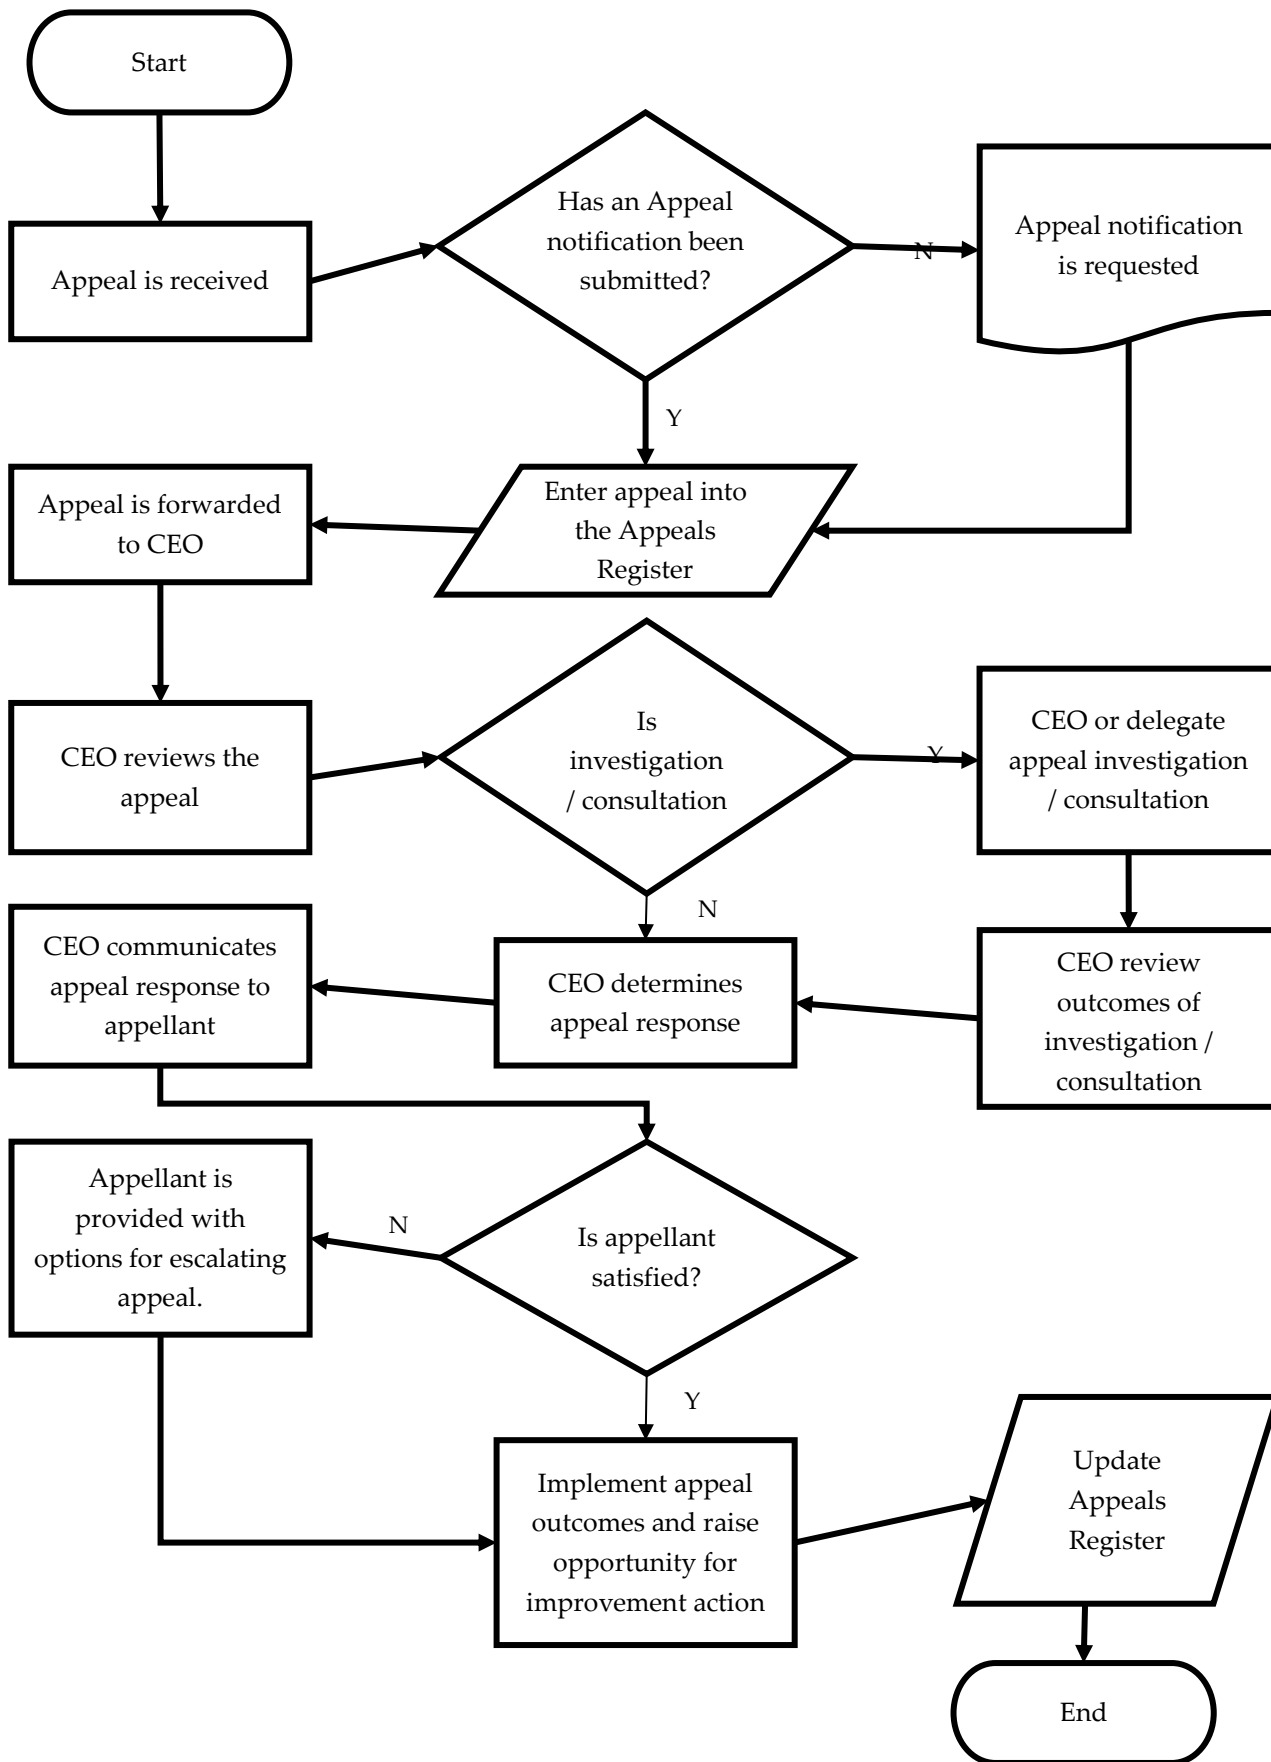 Start
Appeal is received
Has an Appeal
notification been
submitted?
N
Appeal notification
is requested
Y
Enter appeal into
the Appeals
Register
Appeal is forwarded
to CEO
CEO reviews the
appeal
Is
investigation
/ consultation
Y
CEO or delegate
appeal investigation
/ consultation
N
CEO review
outcomes of
investigation /
consultation
CEO determines
appeal response
CEO communicates
appeal response to
appellant
Is appellant
satisfied?
N
Appellant is
provided with
options for escalating
appeal.
Y
Implement appeal
outcomes and raise
opportunity for
improvement action
Update
Appeals
Register
End